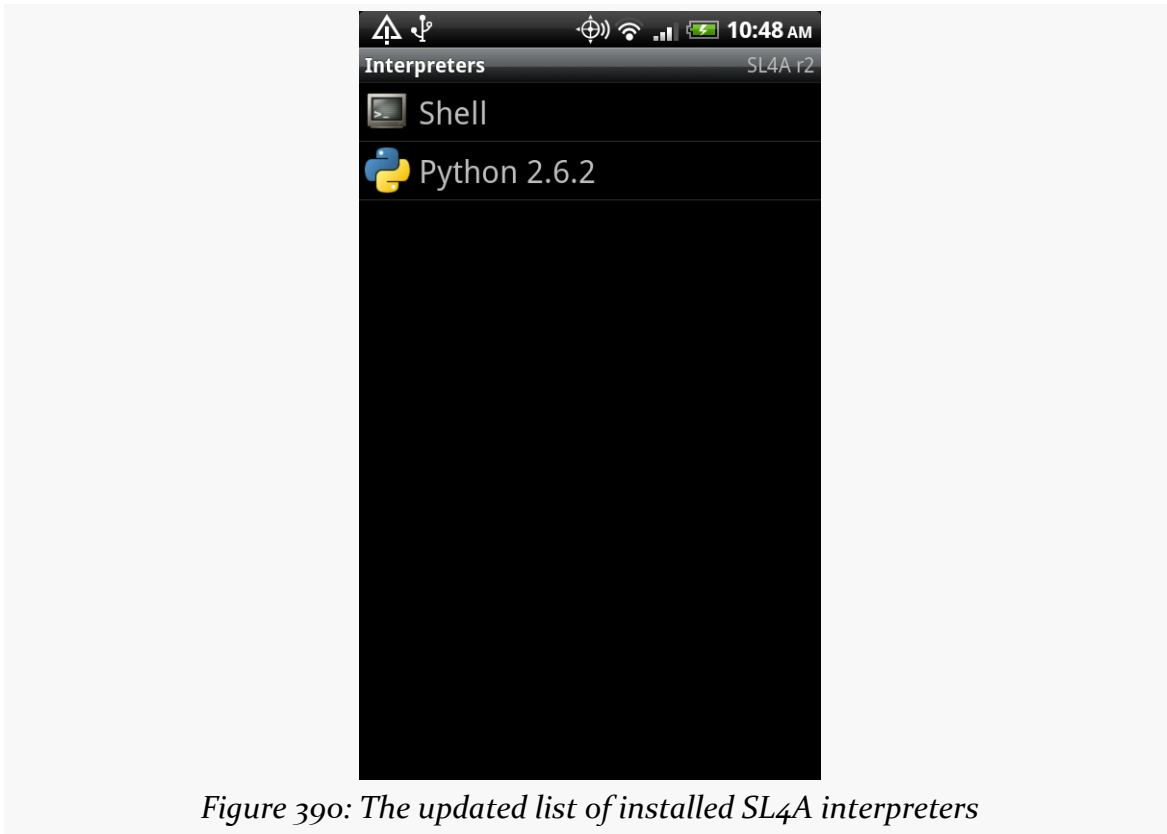 10:48 AM
Interpreters SL4A r2
Shell
Python 2.6.2
Figure 390: The updated list of installed SL4A interpreters